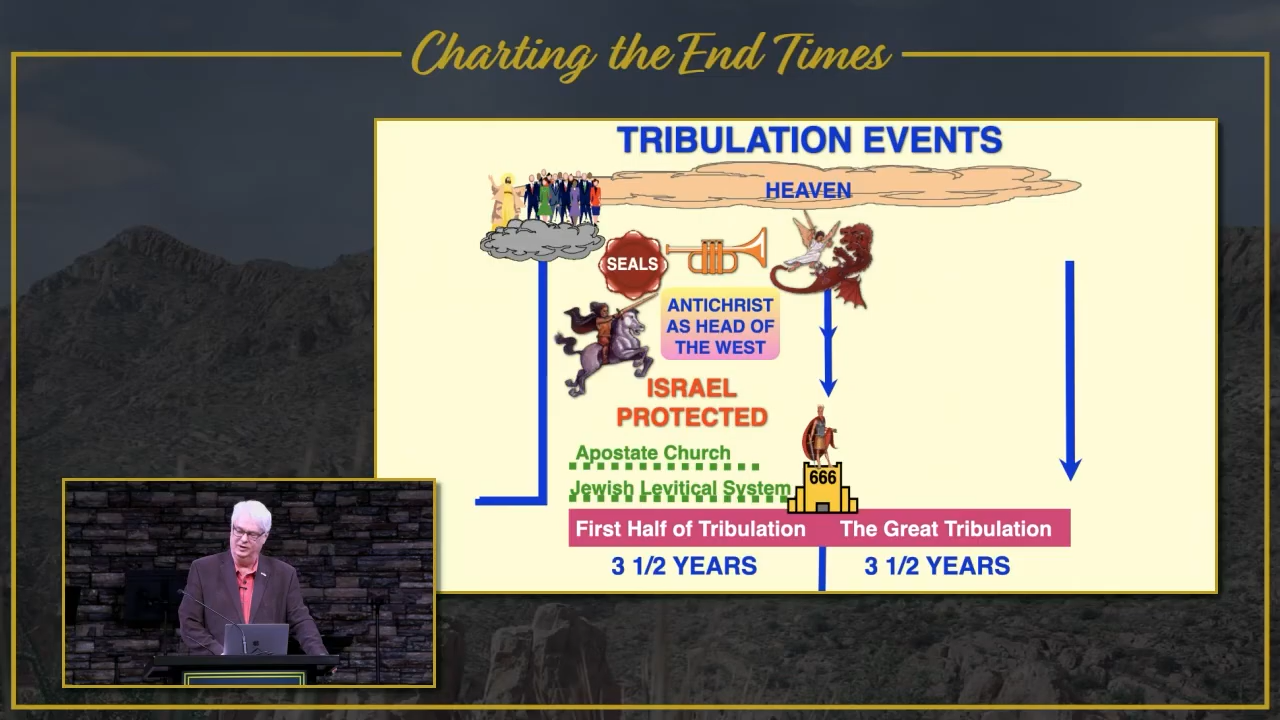 Charting the End Times
TRIBULATION EVENTS
HEAVEN
SEALS
ANTICHRIST
AS HEAD OF
THE WEST
ISRAEL
PROTECTED
Apostate Church
Jewish Levitical System
666
First Half of Tribulation
The Great Tribulation
3 1/2 YEARS
3 1/2 YEARS